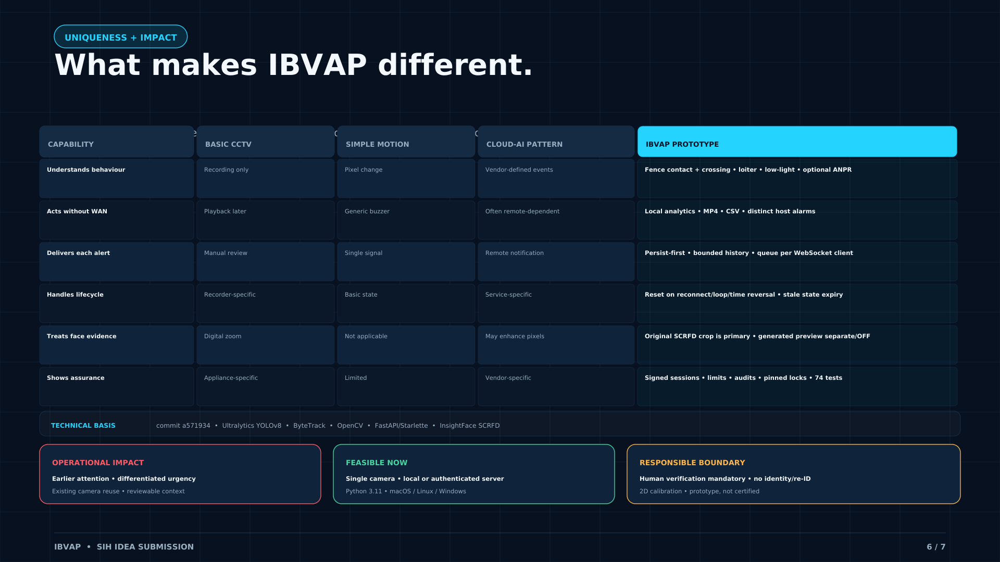 UNIQUENESS + IMPACT
What makes IBVAP different.
CAPABILITY BASIC CCTV SIMPLE MOTION CLOUD-AI PATTERN IBVAP PROTOTYPE
Understands behaviour Recording only Pixel change Vendor-defined events Fence contact + crossing • loiter • low-light • optional ANPR
Acts without WAN Playback later Generic buzzer Often remote-dependent Local analytics • MP4 • CSV • distinct host alarms
Delivers each alert Manual review Single signal Remote notification Persist-first • bounded history • queue per WebSocket client
Handles lifecycle Recorder-specific Basic state Service-specific Reset on reconnect/loop/time reversal • stale state expiry
Treats face evidence Digital zoom Not applicable May enhance pixels Original SCRFD crop is primary • generated preview separate/OFF
Shows assurance Appliance-specific Limited Vendor-specific Signed sessions • limits • audits • pinned locks • 74 tests
TECHNICAL BASIS commit a571934 • Ultralytics YOLOv8 • ByteTrack • OpenCV • FastAPI/Starlette • InsightFace SCRFD
OPERATIONAL IMPACT
Earlier attention • differentiated urgency
Existing camera reuse • reviewable context
FEASIBLE NOW
Single camera • local or authenticated server
Python 3.11 • macOS / Linux / Windows
RESPONSIBLE BOUNDARY
Human verification mandatory • no identity/re-ID
2D calibration • prototype, not certified
IBVAP • SIH IDEA SUBMISSION
6 / 7